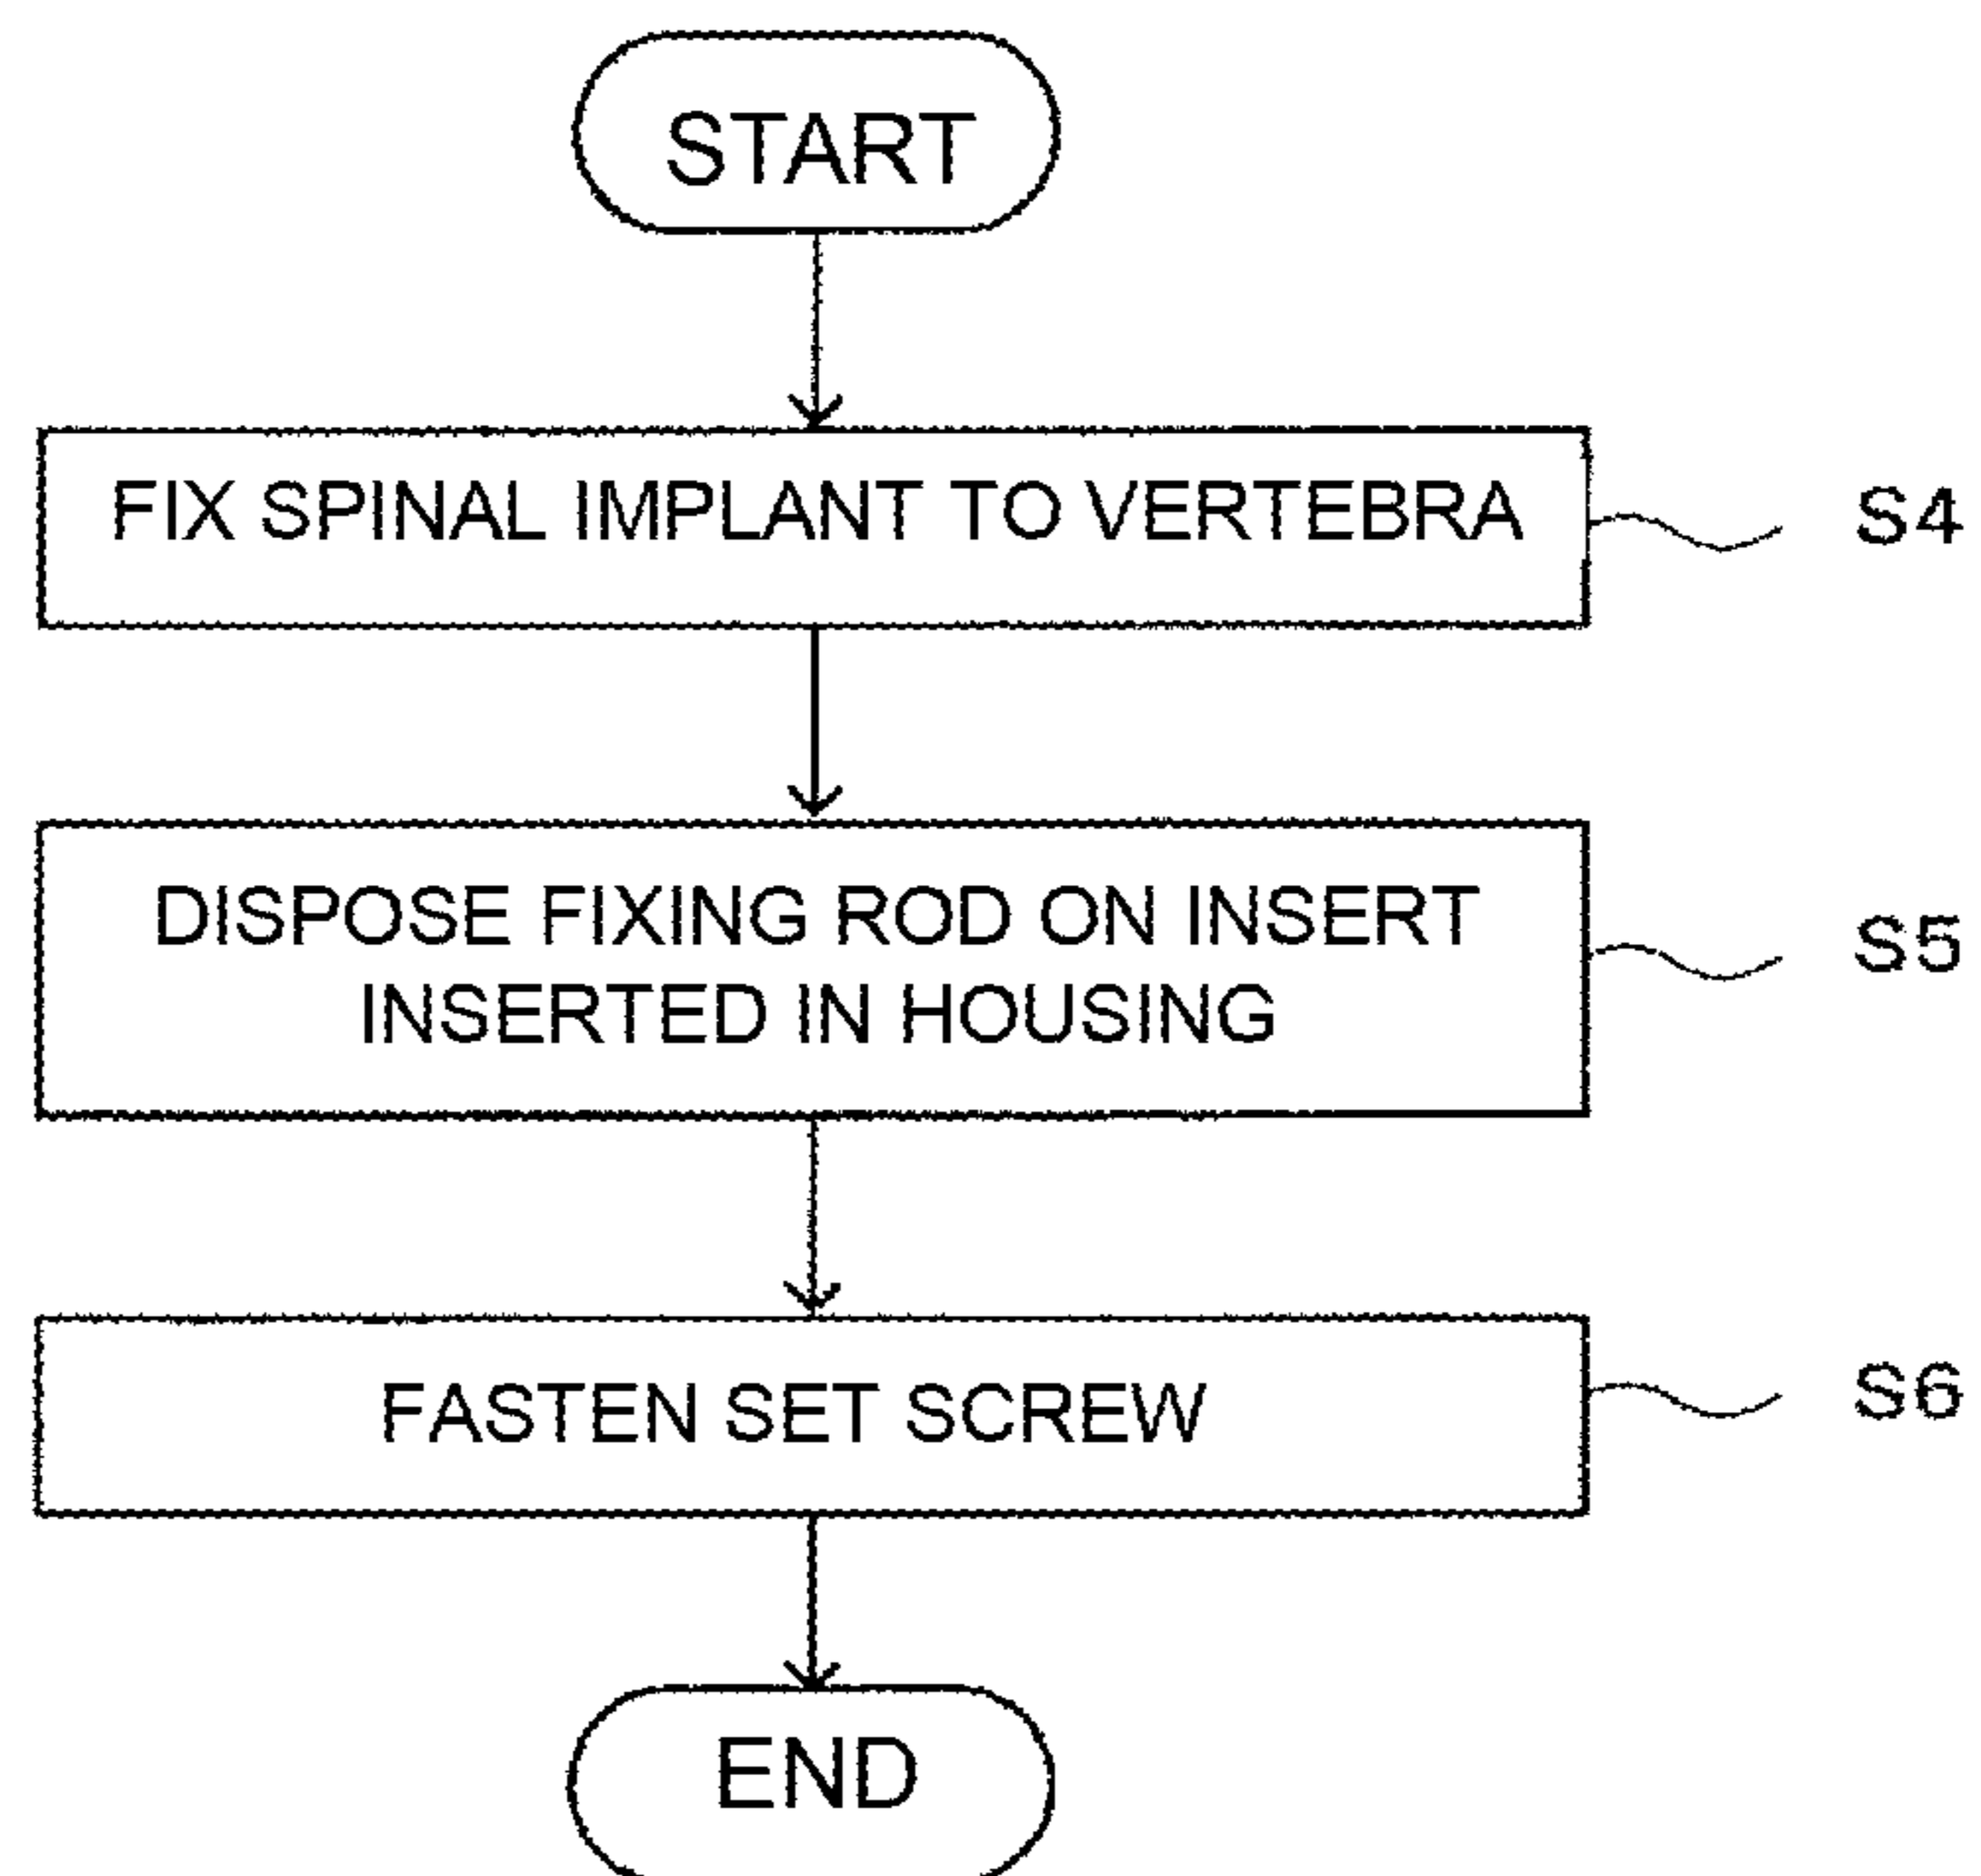 START
FIX SPINAL IMPLANT TO VERTEBRA
S4
DISPOSE FIXING ROD ON INSERT
INSERTED IN HOUSING
S5
FASTEN SET SCREW
S6
END